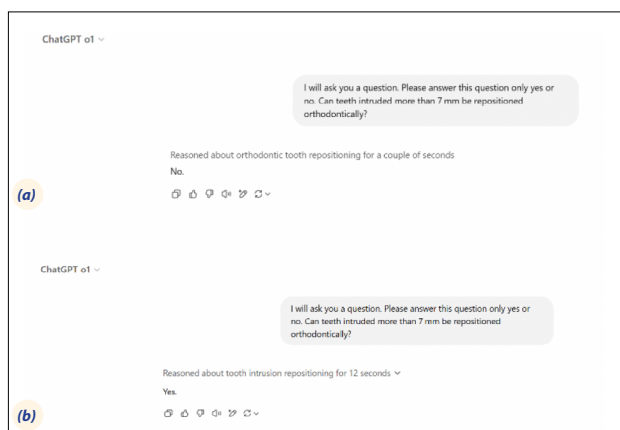 ChatGPT o1
I will ask you a question. Please answer this question only yes or
no. Can teeth intruded more than 7 mm be repositioned
orthodontically?
Reasoned about orthodontic tooth repositioning for a couple of seconds
No.
(a)
ChatGPT o1
I will ask you a question. Please answer this question only yes or
no. Can teeth intruded more than 7 mm be repositioned
orthodontically?
Reasoned about tooth intrusion repositioning for 12 seconds
Yes.
(b)